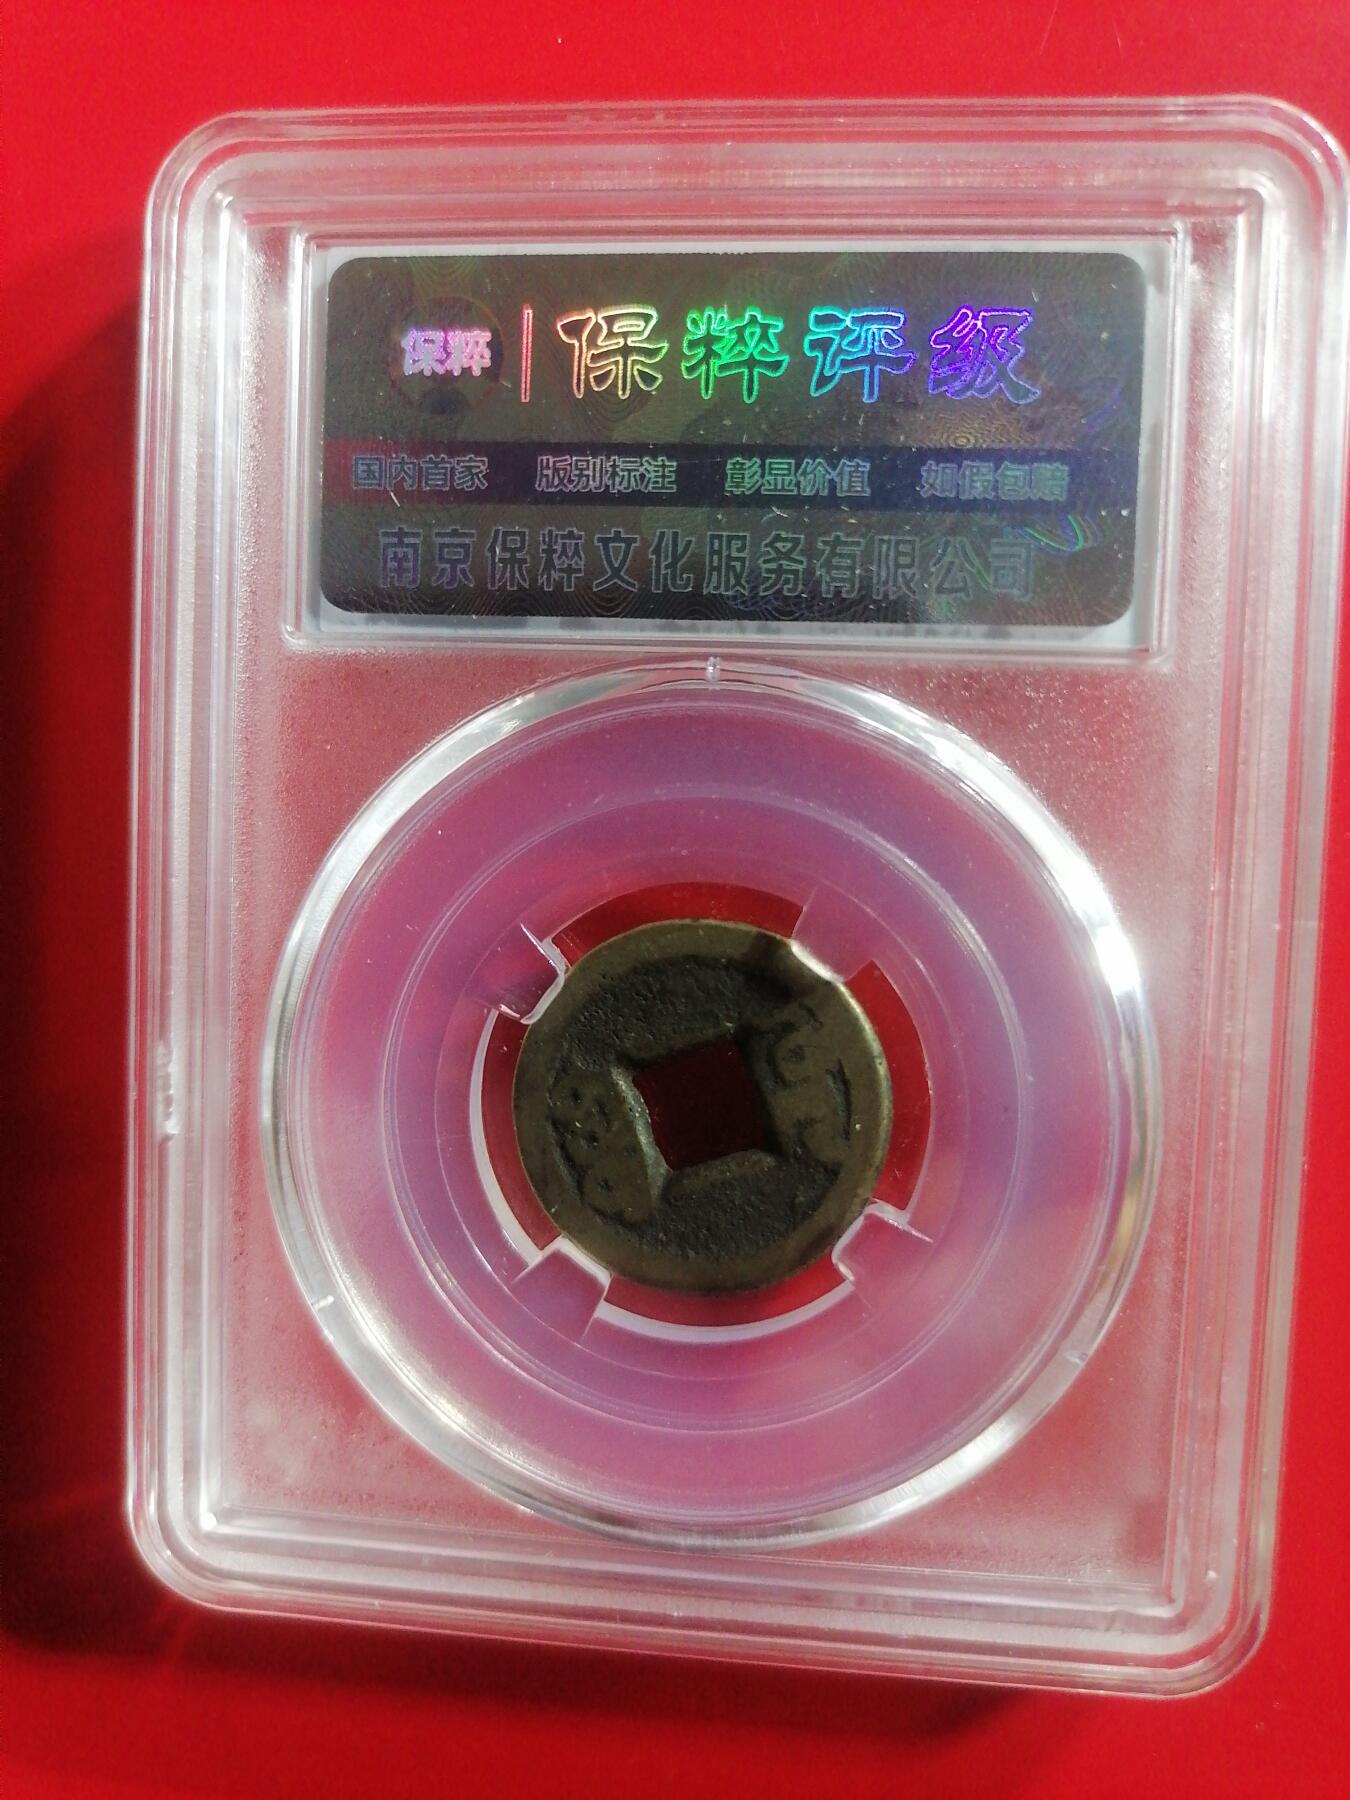 保粹 保粹评级
国内首家 版别标注 彰显价值 如假包赔
南京保粹文化服务有限公司